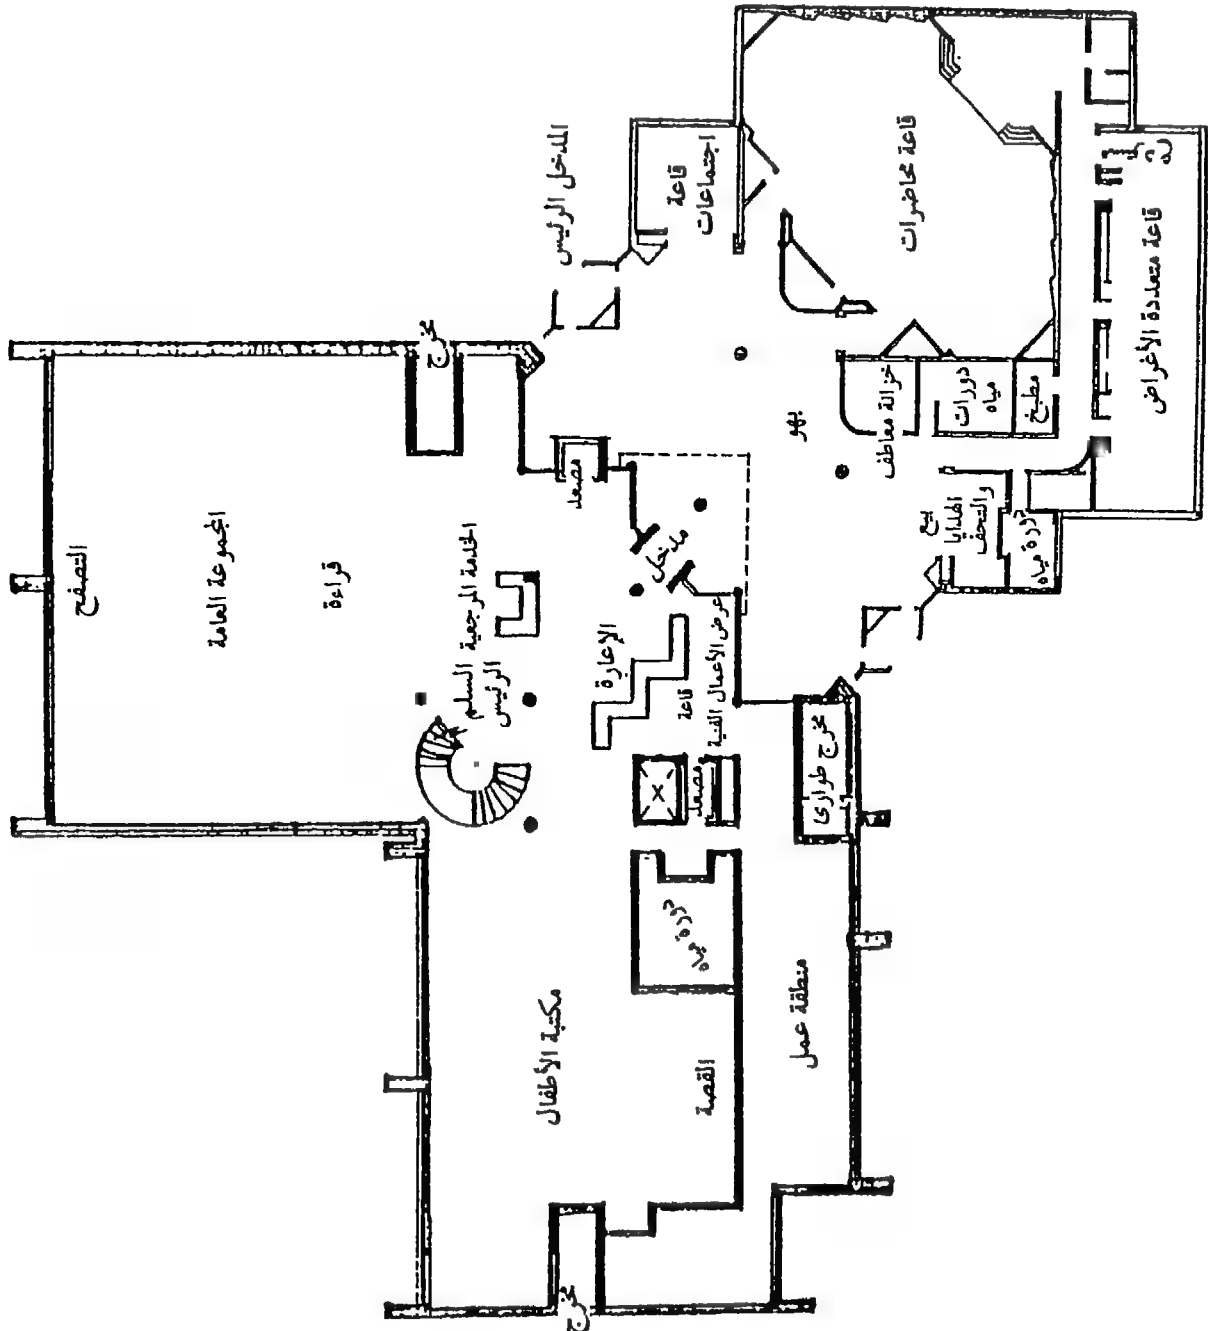 التصفح
المجموعة العامة
قراءة
مخرج
الخدمة المرجعية
السلم
الرئيس
مصعد
المدخل الرئيس
قاعة
اجتماعات
قاعة محاضرات
قاعة متعددة الأغراض
بهو
خزانة معاطف
دورات
مياه
مطبخ
بيع
الهدايا
والتحف
دورة مياه
مدخل
الإعارة
قاعة
عرض الأعمال الفنية
مصعد
مخرج طوارئ
دورة
مياه
مكتبة الأطفال
القصة
منطقة عمل
مخرج